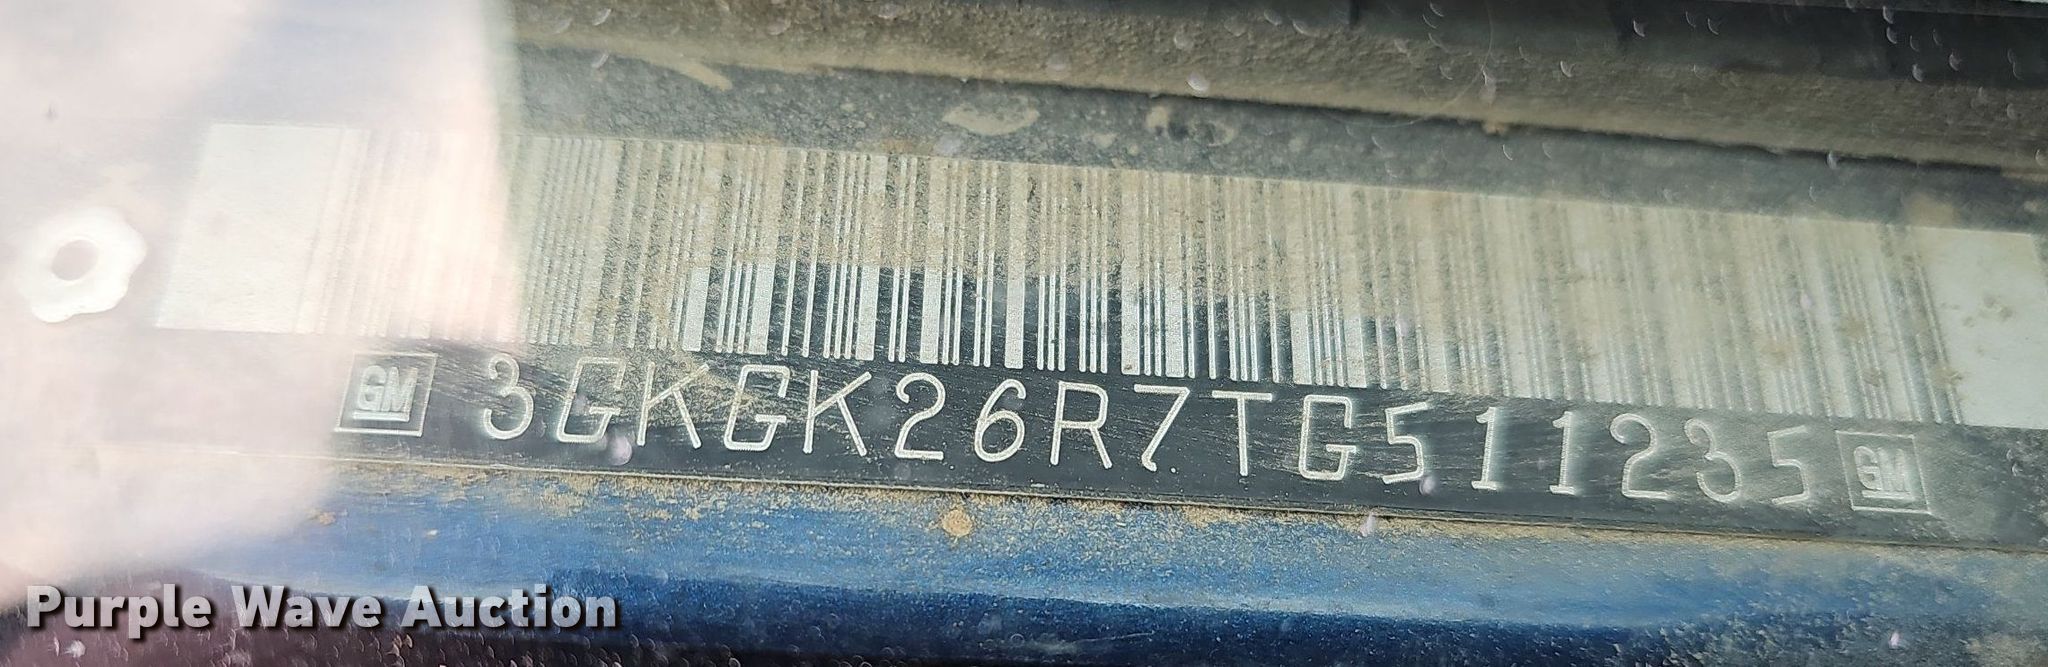 GM 3GKGK26R7TG511235 GM
Purple Wave Auction